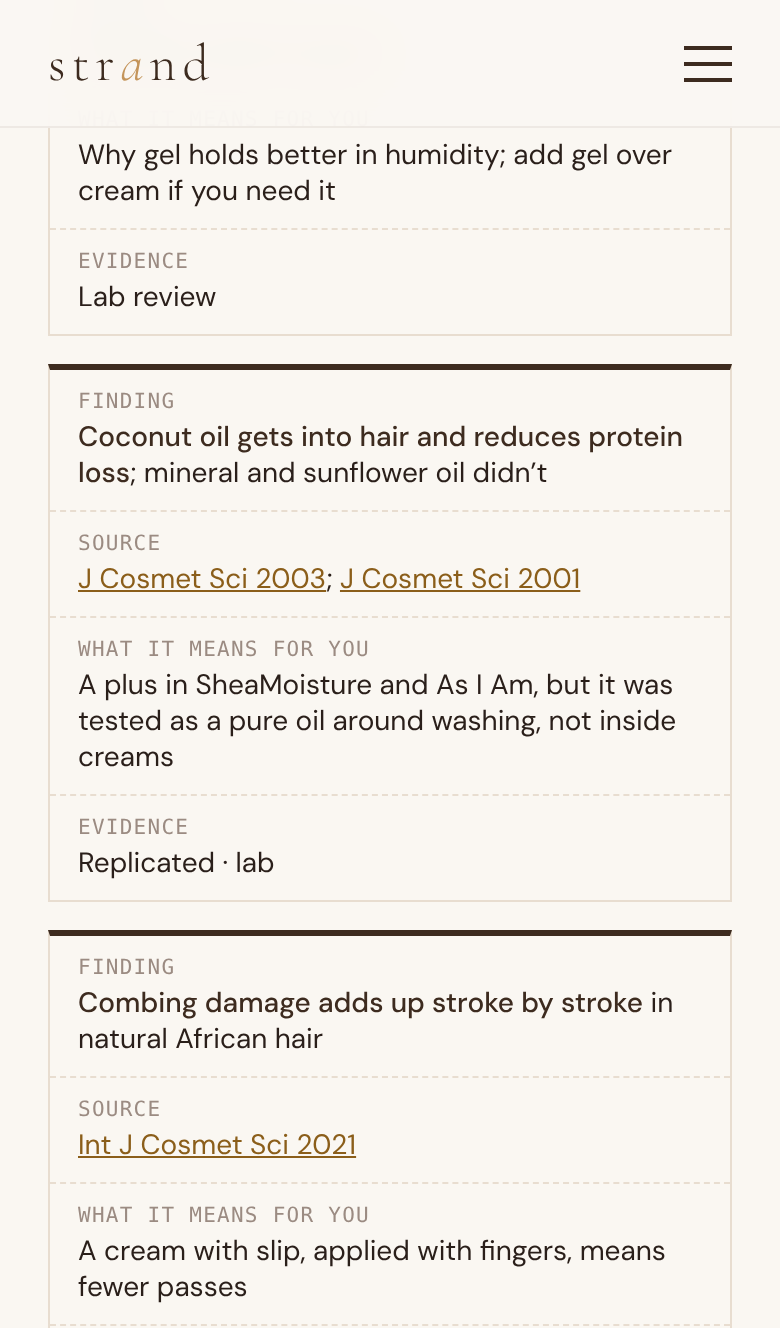 strand
Why gel holds better in humidity; add gel over
cream if you need it
EVIDENCE
Lab review
FINDING
Coconut oil gets into hair and reduces protein
loss; mineral and sunflower oil didn’t
SOURCE
J Cosmet Sci 2003; J Cosmet Sci 2001
WHAT IT MEANS FOR YOU
A plus in SheaMoisture and As I Am, but it was
tested as a pure oil around washing, not inside
creams
EVIDENCE
Replicated · lab
FINDING
Combing damage adds up stroke by stroke in
natural African hair
SOURCE
Int J Cosmet Sci 2021
WHAT IT MEANS FOR YOU
A cream with slip, applied with fingers, means
fewer passes